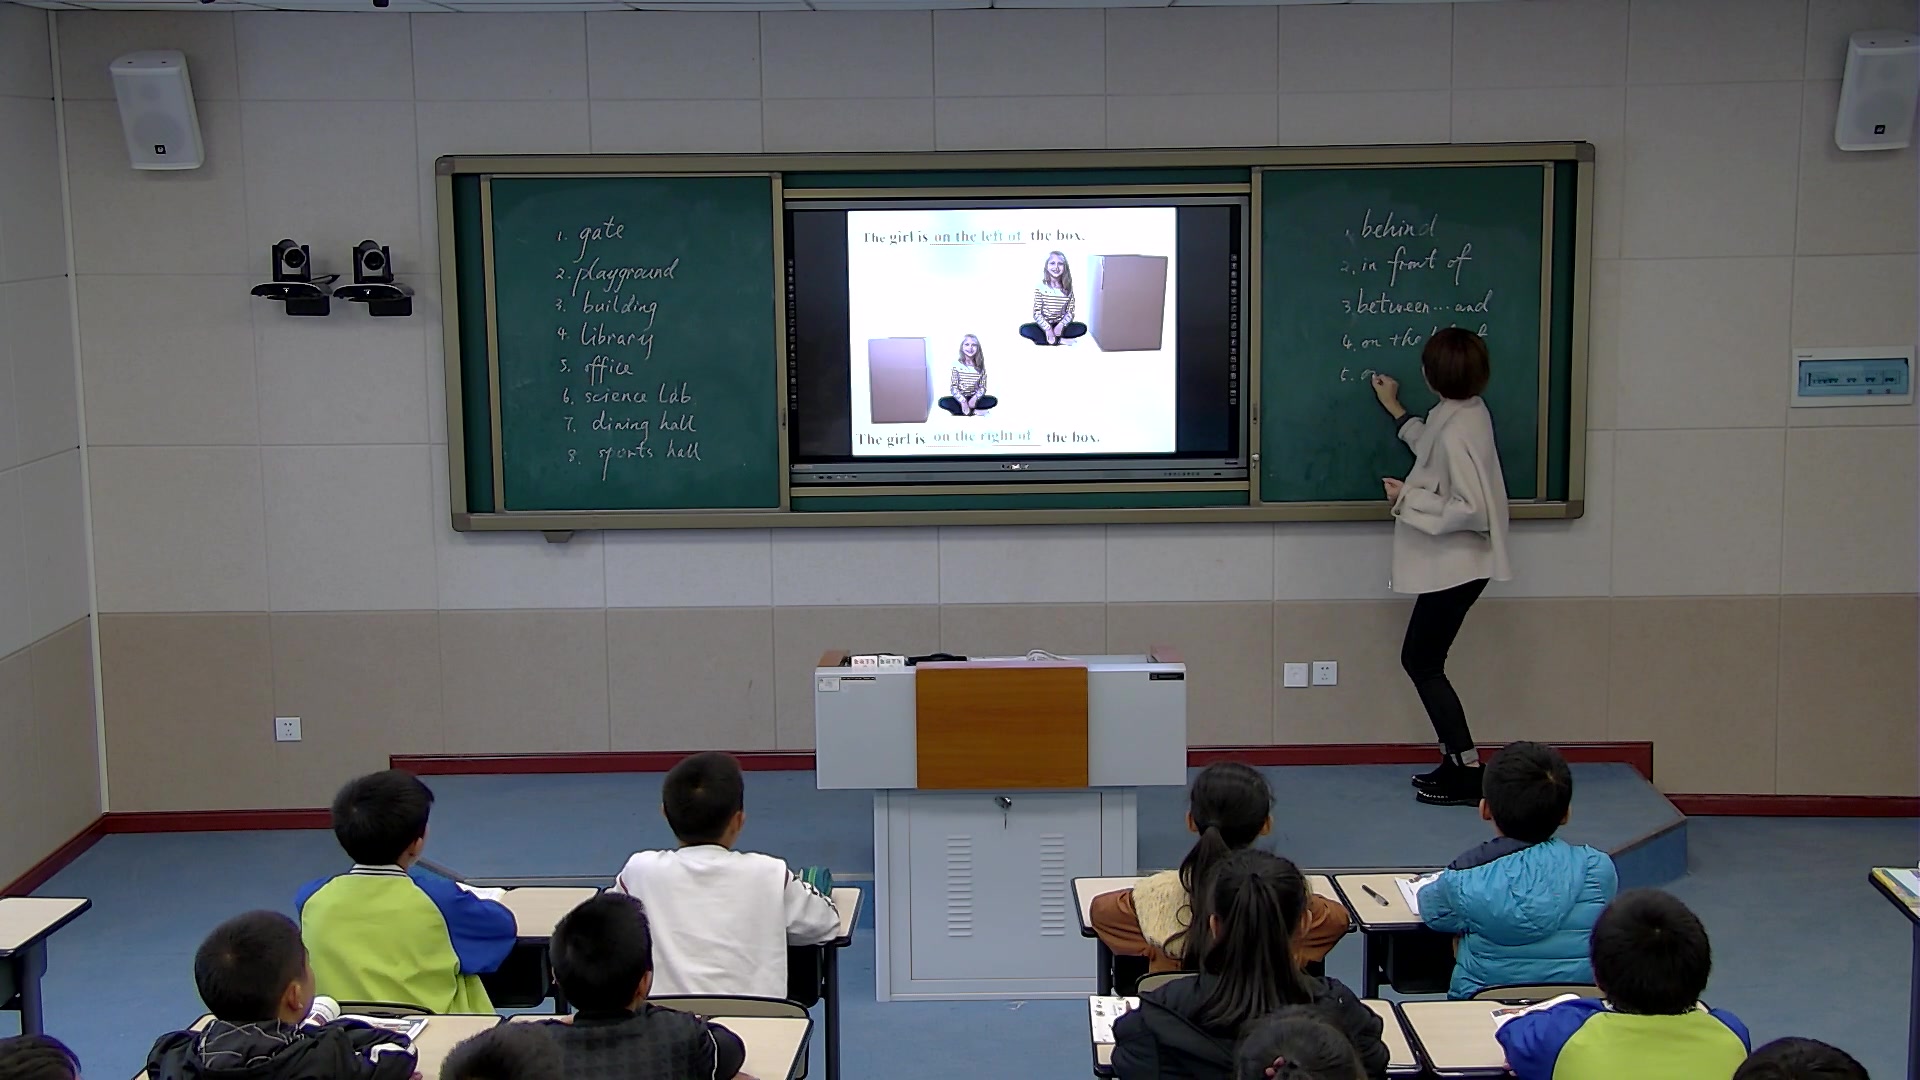 1. gate
2. playground
3. building
4. library
5. office
6. science Lab
7. dining hall
8. sports hall
The girl is on the left of the box.
The girl is on the right of the box.
1. behind
2. in front of
3 between...and
4. on the
5.